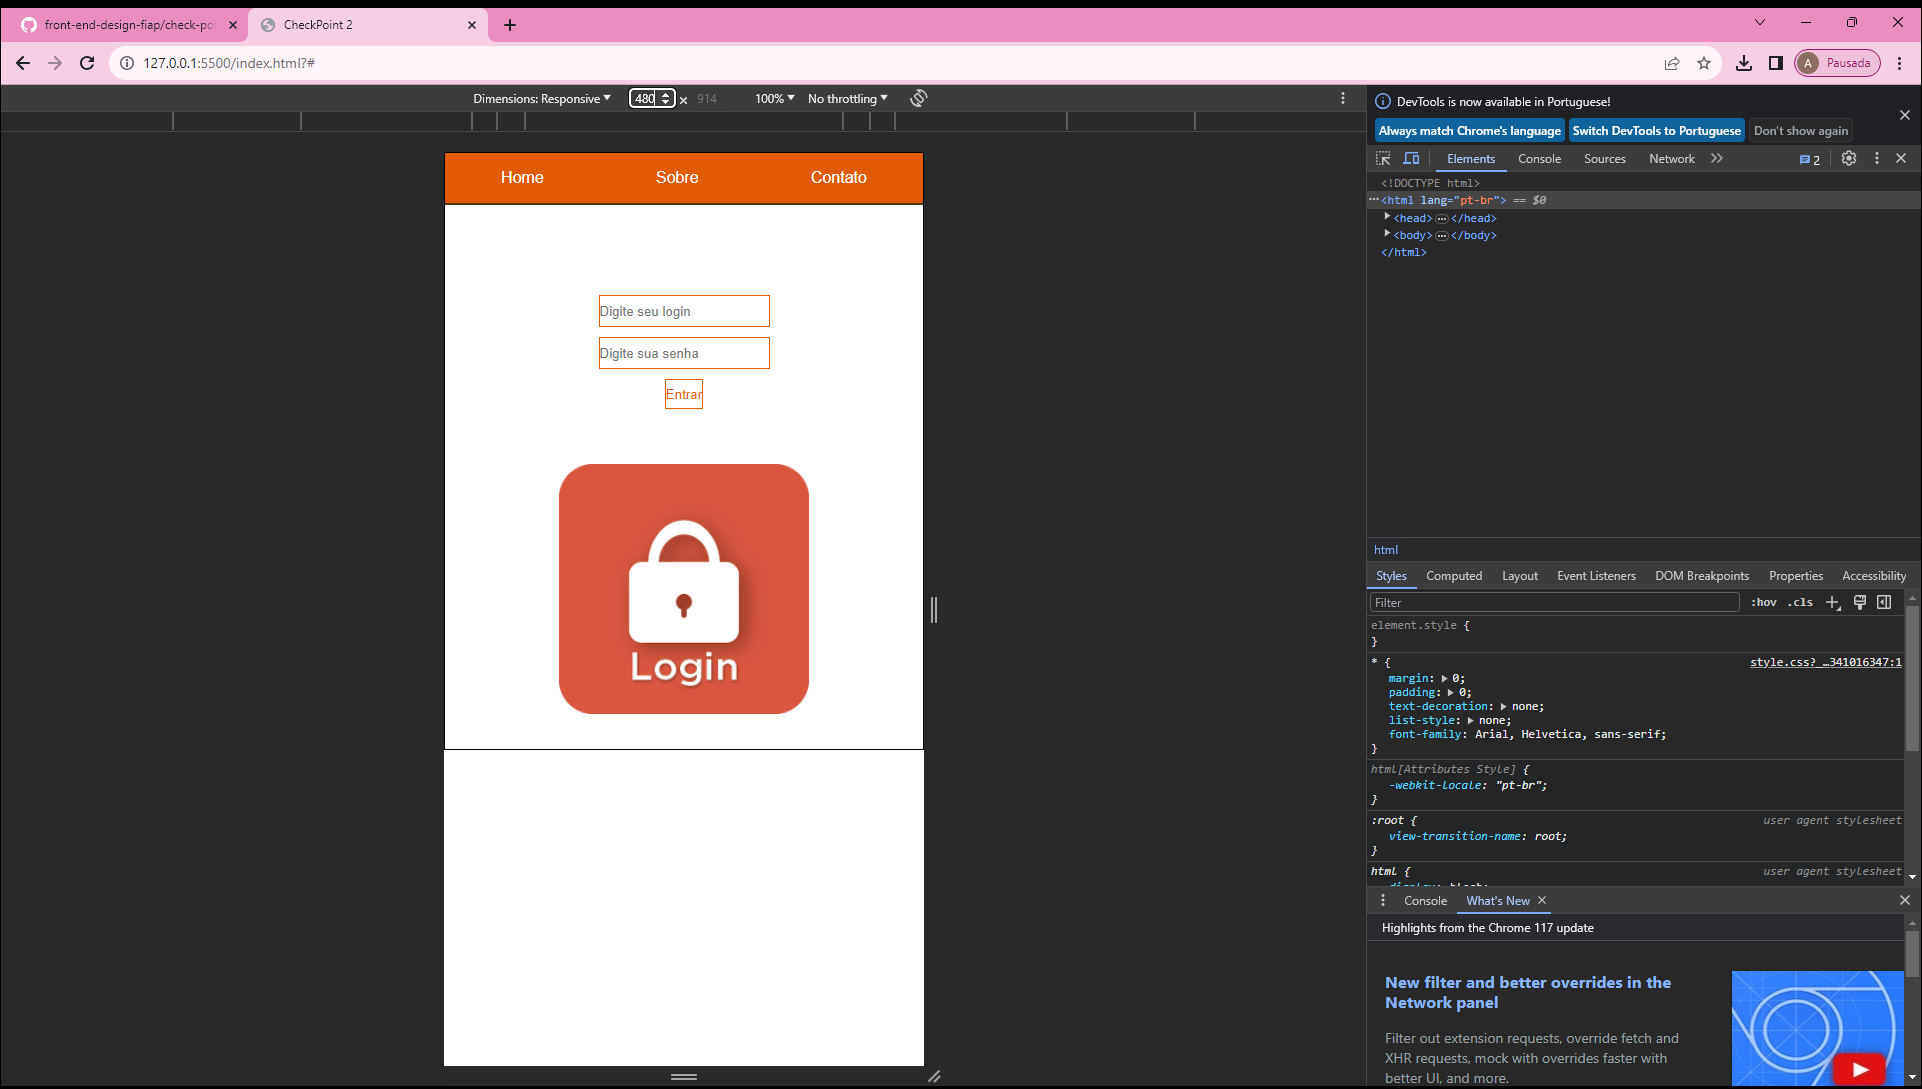 front-end-design-fiap/check-po
CheckPoint 2
127.0.0.1:5500/index.html?#
A Pausada
Dimensions: Responsive 480 × 914 100% No throttling
DevTools is now available in Portuguese!
Always match Chrome's language Switch DevTools to Portuguese Don't show again
Elements Console Sources Network 2
<!DOCTYPE html>
<html lang="pt-br"> == $0
<head> </head>
<body> </body>
</html>
Home Sobre Contato
Digite seu login
Digite sua senha
Entrar
Login
html
Styles Computed Layout Event Listeners DOM Breakpoints Properties Accessibility
Filter :hov .cls
element.style {
}
* { style.css?_…341016347:1
margin: 0;
padding: 0;
text-decoration: none;
list-style: none;
font-family: Arial, Helvetica, sans-serif;
}
html[Attributes Style] {
-webkit-locale: "pt-br";
}
:root { user agent stylesheet
view-transition-name: root;
}
html { user agent stylesheet
display: block;
Console What's New
Highlights from the Chrome 117 update
New filter and better overrides in the
Network panel
Filter out extension requests, override fetch and
XHR requests, mock with overrides faster with
better UI, and more.